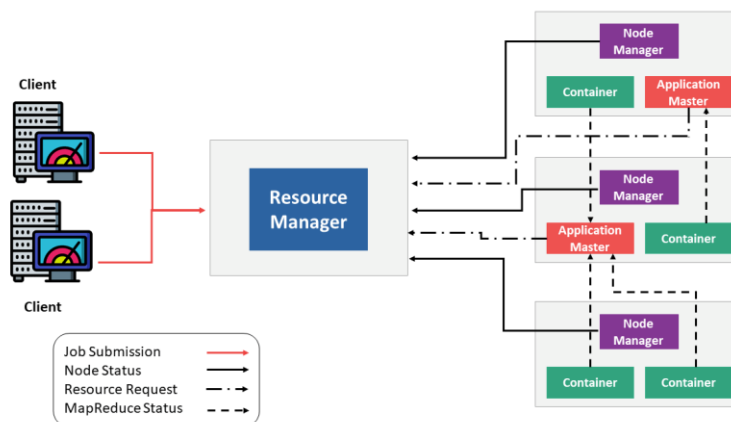 Client
Client
Resource
Manager
Node
Manager
Container
Application
Master
Node
Manager
Application
Master
Container
Node
Manager
Container
Container
Job Submission
Node Status
Resource Request
MapReduce Status